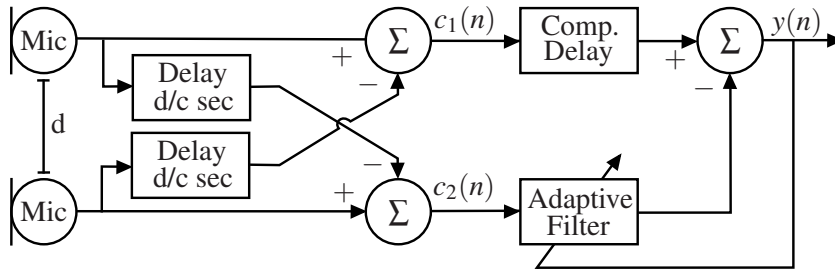 Mic
+
Σ
c₁(n)
Comp.
Delay
+
Σ
y(n)
−
−
Delay
d/c sec
d
Delay
d/c sec
−
Mic
+
Σ
c₂(n)
Adaptive
Filter